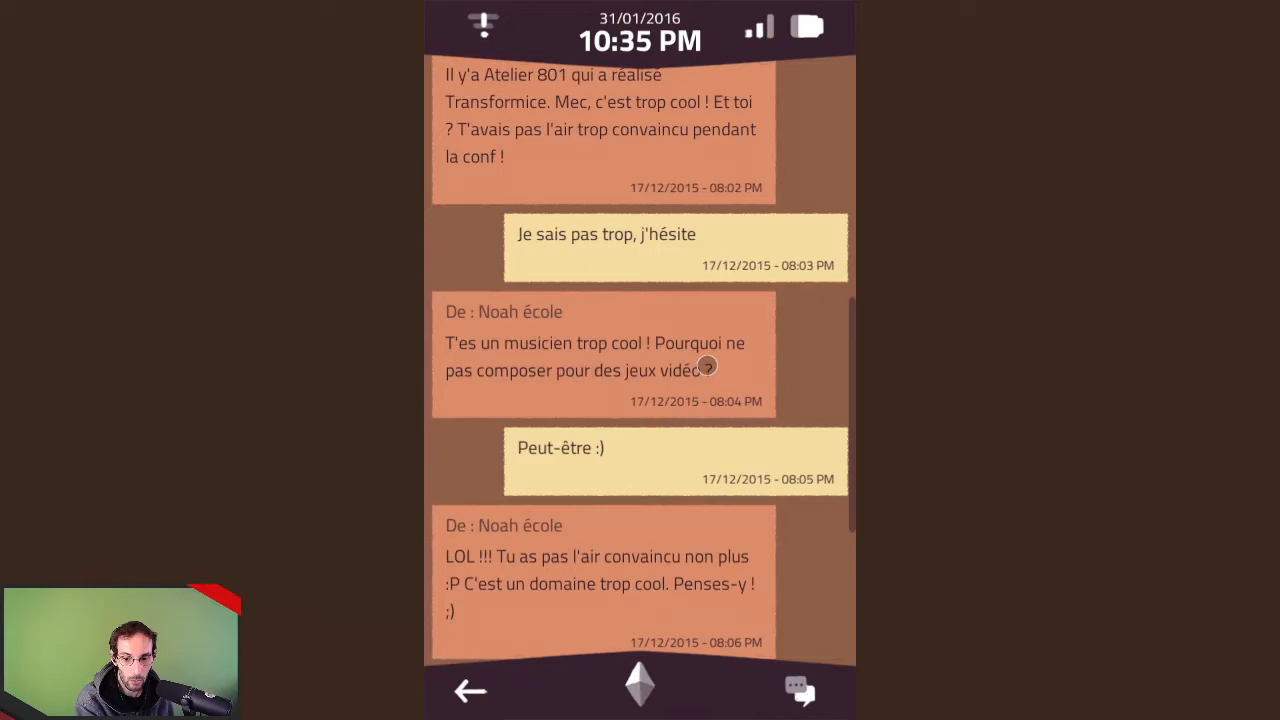 31/01/2016
10:35 PM
Il y'a Atelier 801 qui a réalisé
Transformice. Mec, c'est trop cool ! Et toi
? T'avais pas l'air trop convaincu pendant
la conf !
17/12/2015 - 08:02 PM
Je sais pas trop, j'hésite
17/12/2015 - 08:03 PM
De : Noah école
T'es un musicien trop cool ! Pourquoi ne
pas composer pour des jeux vidéo ?
17/12/2015 - 08:04 PM
Peut-être :)
17/12/2015 - 08:05 PM
De : Noah école
LOL !!! Tu as pas l'air convaincu non plus
:P C'est un domaine trop cool. Penses-y !
;)
17/12/2015 - 08:06 PM